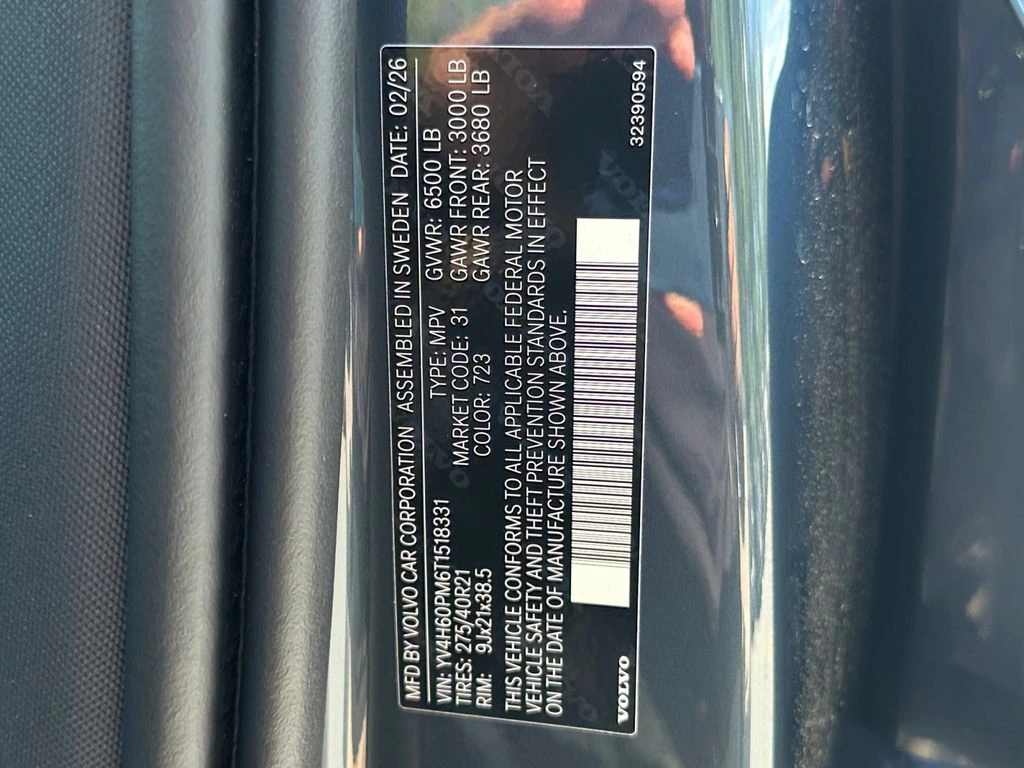 MFD BY VOLVO CAR CORPORATION ASSEMBLED IN SWEDEN DATE: 02/26
VIN: YV4H60PM6T1518331 TYPE: MPV GVWR: 6500 LB
TIRES: 275/40R21 MARKET CODE: 31 GAWR FRONT: 3000 LB
RIM: 9Jx21x38.5 COLOR: 723 GAWR REAR: 3680 LB
THIS VEHICLE CONFORMS TO ALL APPLICABLE FEDERAL MOTOR
VEHICLE SAFETY AND THEFT PREVENTION STANDARDS IN EFFECT
ON THE DATE OF MANUFACTURE SHOWN ABOVE.
VOLVO 32390594